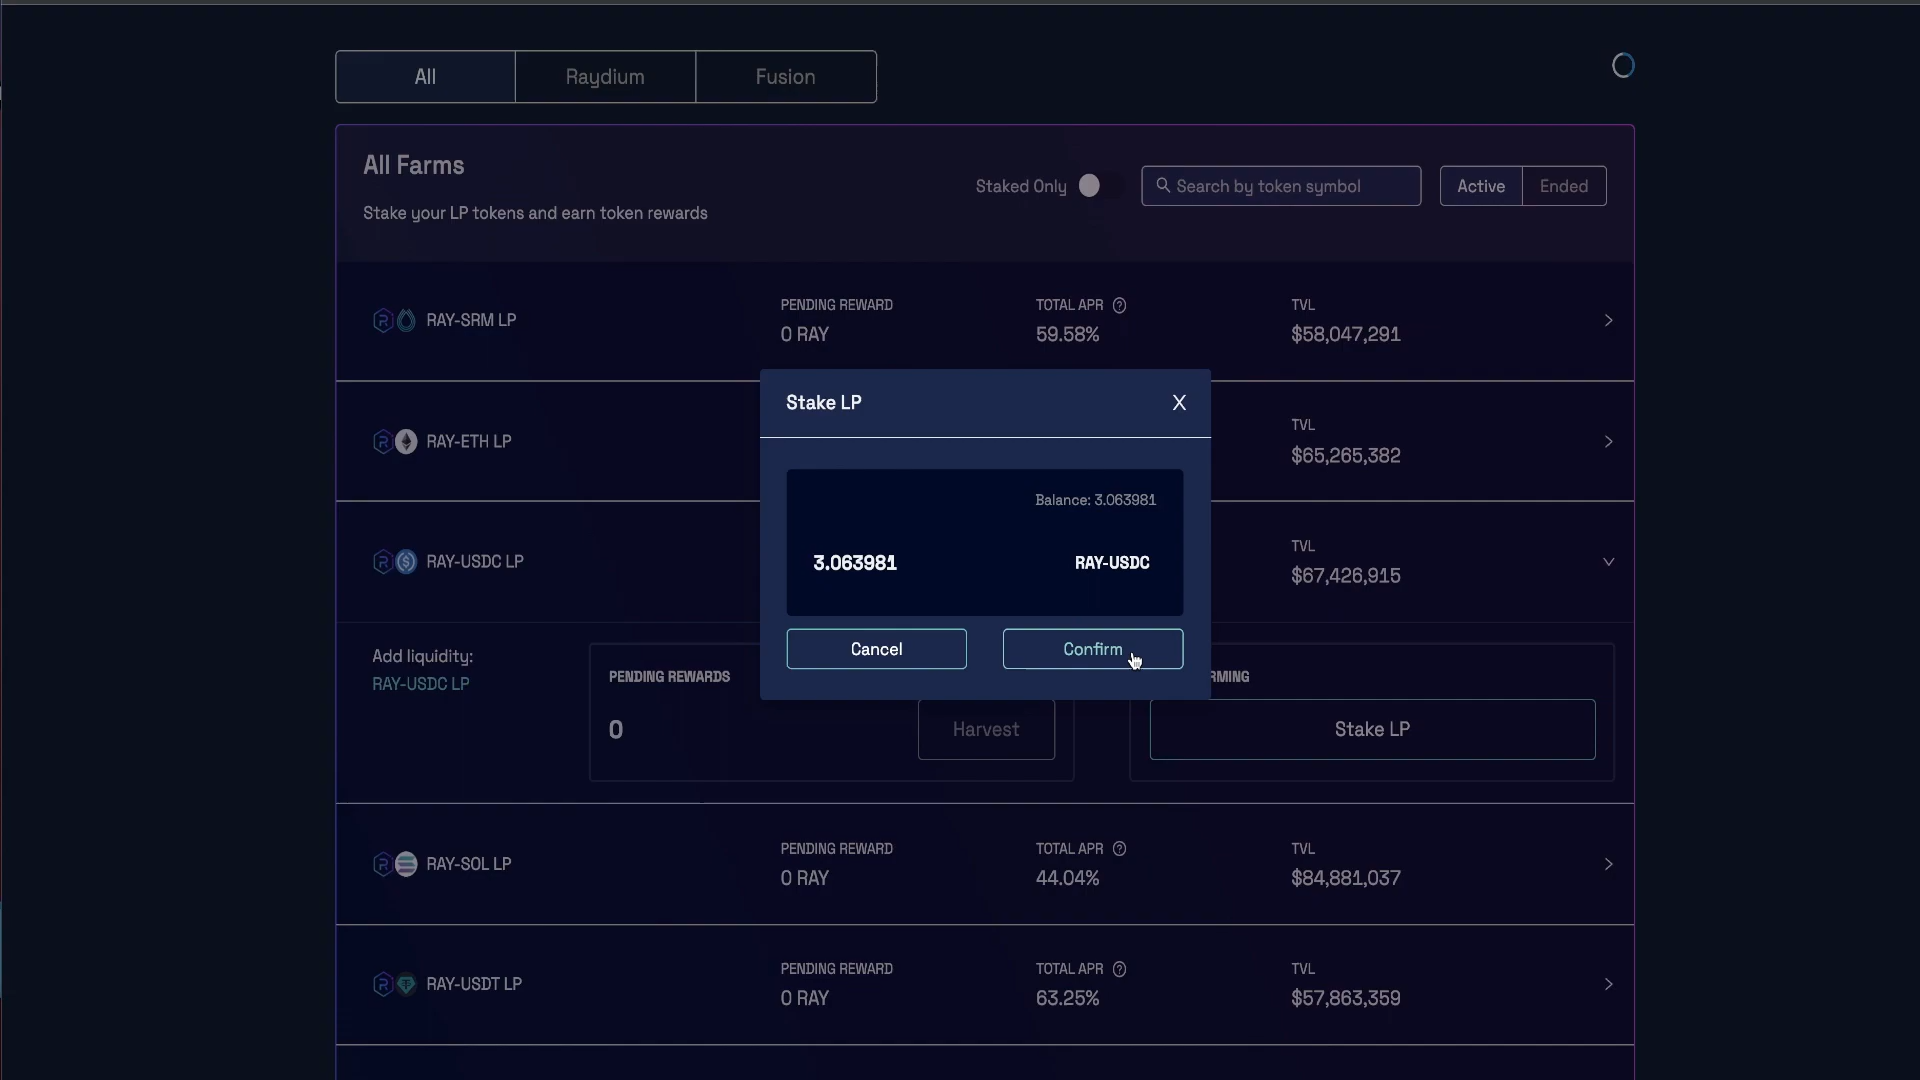 All
Raydium
Fusion
All Farms
Stake your LP tokens and earn token rewards
Staked Only
Search by token symbol
Active
Ended
RAY-SRM LP
PENDING REWARD
0 RAY
TOTAL APR
59.58%
TVL
$58,047,291
RAY-ETH LP
TVL
$65,265,382
RAY-USDC LP
TVL
$67,426,915
Stake LP
X
Balance: 3.063981
3.063981
RAY-USDC
Cancel
Confirm
Add liquidity:
RAY-USDC LP
PENDING REWARDS
0
Harvest
Stake LP
RAY-SOL LP
PENDING REWARD
0 RAY
TOTAL APR
44.04%
TVL
$84,881,037
RAY-USDT LP
PENDING REWARD
0 RAY
TOTAL APR
63.25%
TVL
$57,863,359